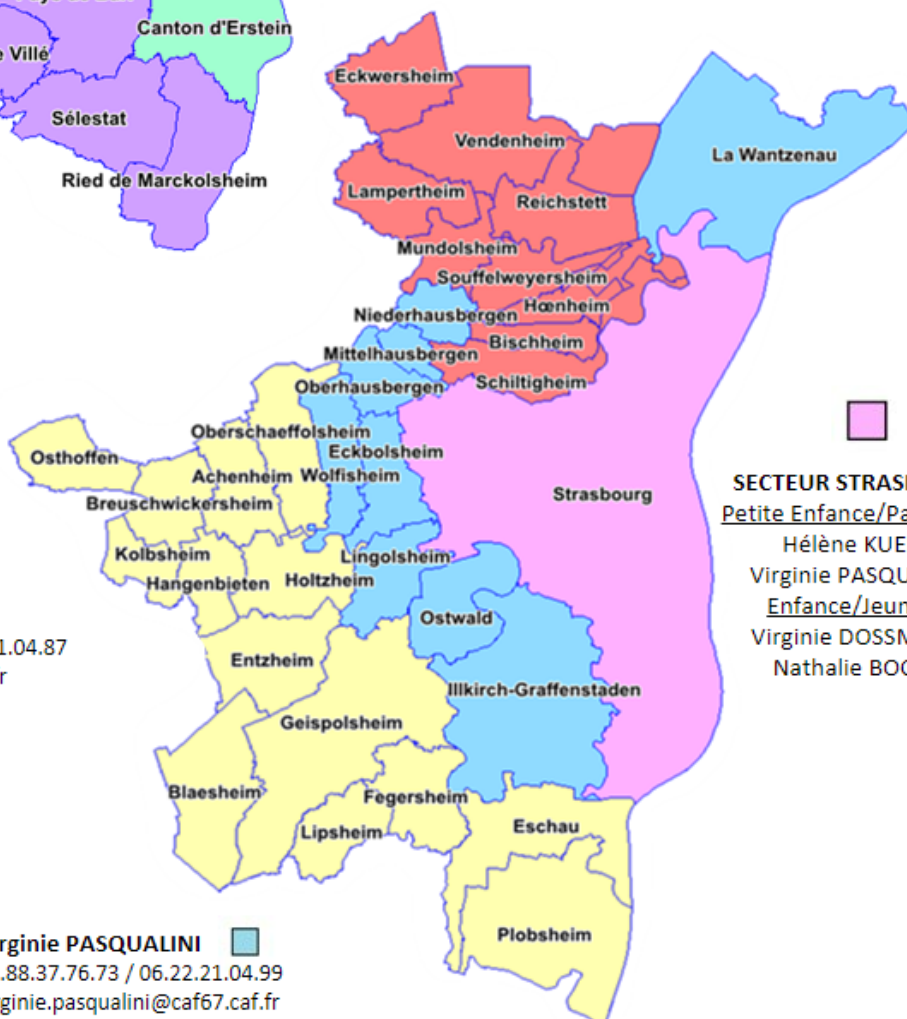 Canton d'Erstein
Villé
Sélestat
Ried de Marckolsheim
Eckwersheim
Vendenheim
La Wantzenau
Lampertheim
Reichstett
Mundolsheim
Souffelweyersheim
Hœnheim
Niederhausbergen
Bischheim
Mittelhausbergen
Schiltigheim
Oberhausbergen
Oberschaeffolsheim
Eckbolsheim
Osthoffen
Achenheim
Wolfisheim
Breuschwickersheim
Strasbourg
Kolbsheim
Lingolsheim
Hangenbieten
Holtzheim
Ostwald
Entzheim
Illkirch-Graffenstaden
Geispolsheim
Blaesheim
Fegersheim
Lipsheim
Eschau
Plobsheim
SECTEUR STRAS
Petite Enfance/Pa
Hélène KUE
Virginie PASQU
Enfance/Jeun
Virginie DOSSM
Nathalie BOO
1.04.87
r
rginie PASQUALINI
.88.37.76.73 / 06.22.21.04.99
ginie.pasqualini@caf67.caf.fr